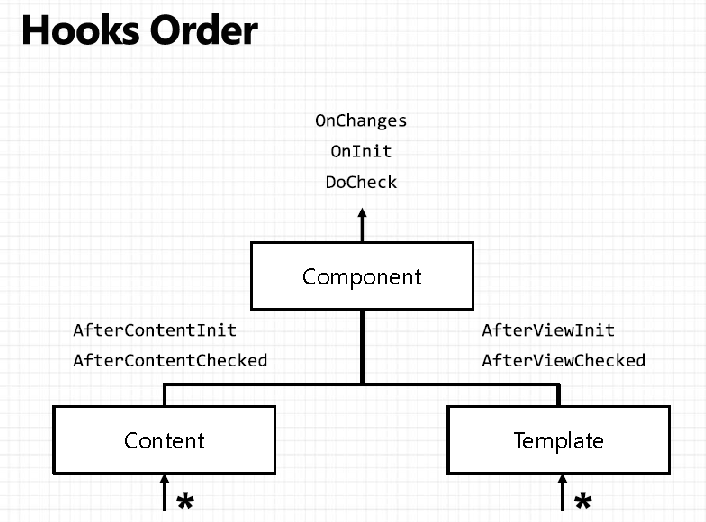 Hooks Order
OnChanges
OnInit
DoCheck
Component
AfterContentInit
AfterContentChecked
AfterViewInit
AfterViewChecked
Content
Template
*
*